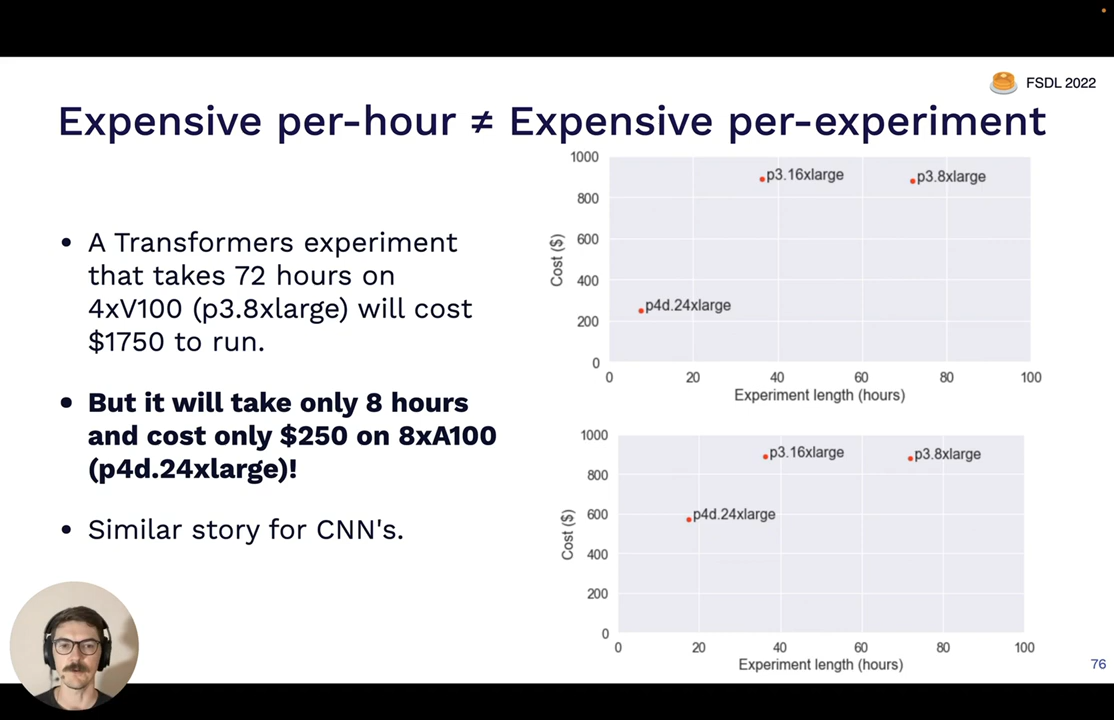 FSDL 2022
Expensive per-hour ≠ Expensive per-experiment
• A Transformers experiment
that takes 72 hours on
4xV100 (p3.8xlarge) will cost
$1750 to run.
• But it will take only 8 hours
and cost only $250 on 8xA100
(p4d.24xlarge)!
• Similar story for CNN's.
1000
800
600
400
200
0
Cost ($)
p3.16xlarge
p3.8xlarge
p4d.24xlarge
0 20 40 60 80 100
Experiment length (hours)
1000
800
600
400
200
0
Cost ($)
p3.16xlarge
p3.8xlarge
p4d.24xlarge
0 20 40 60 80 100
Experiment length (hours)
76